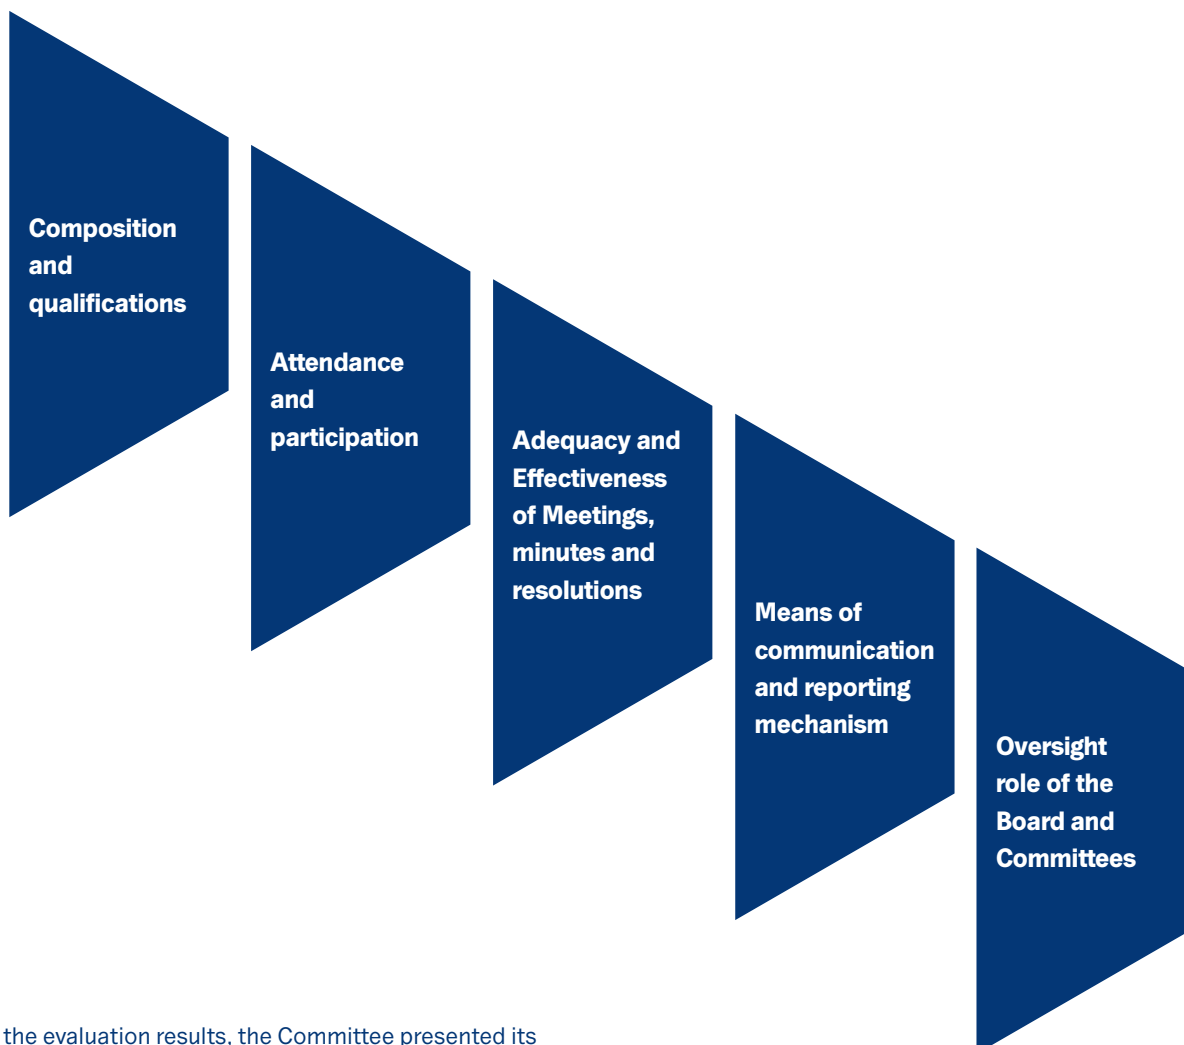 Composition
and
qualifications
Attendance
and
participation
Adequacy and
Effectiveness
of Meetings,
minutes and
resolutions
Means of
communication
and reporting
mechanism
Oversight
role of the
Board and
Committees
the evaluation results, the Committee presented its